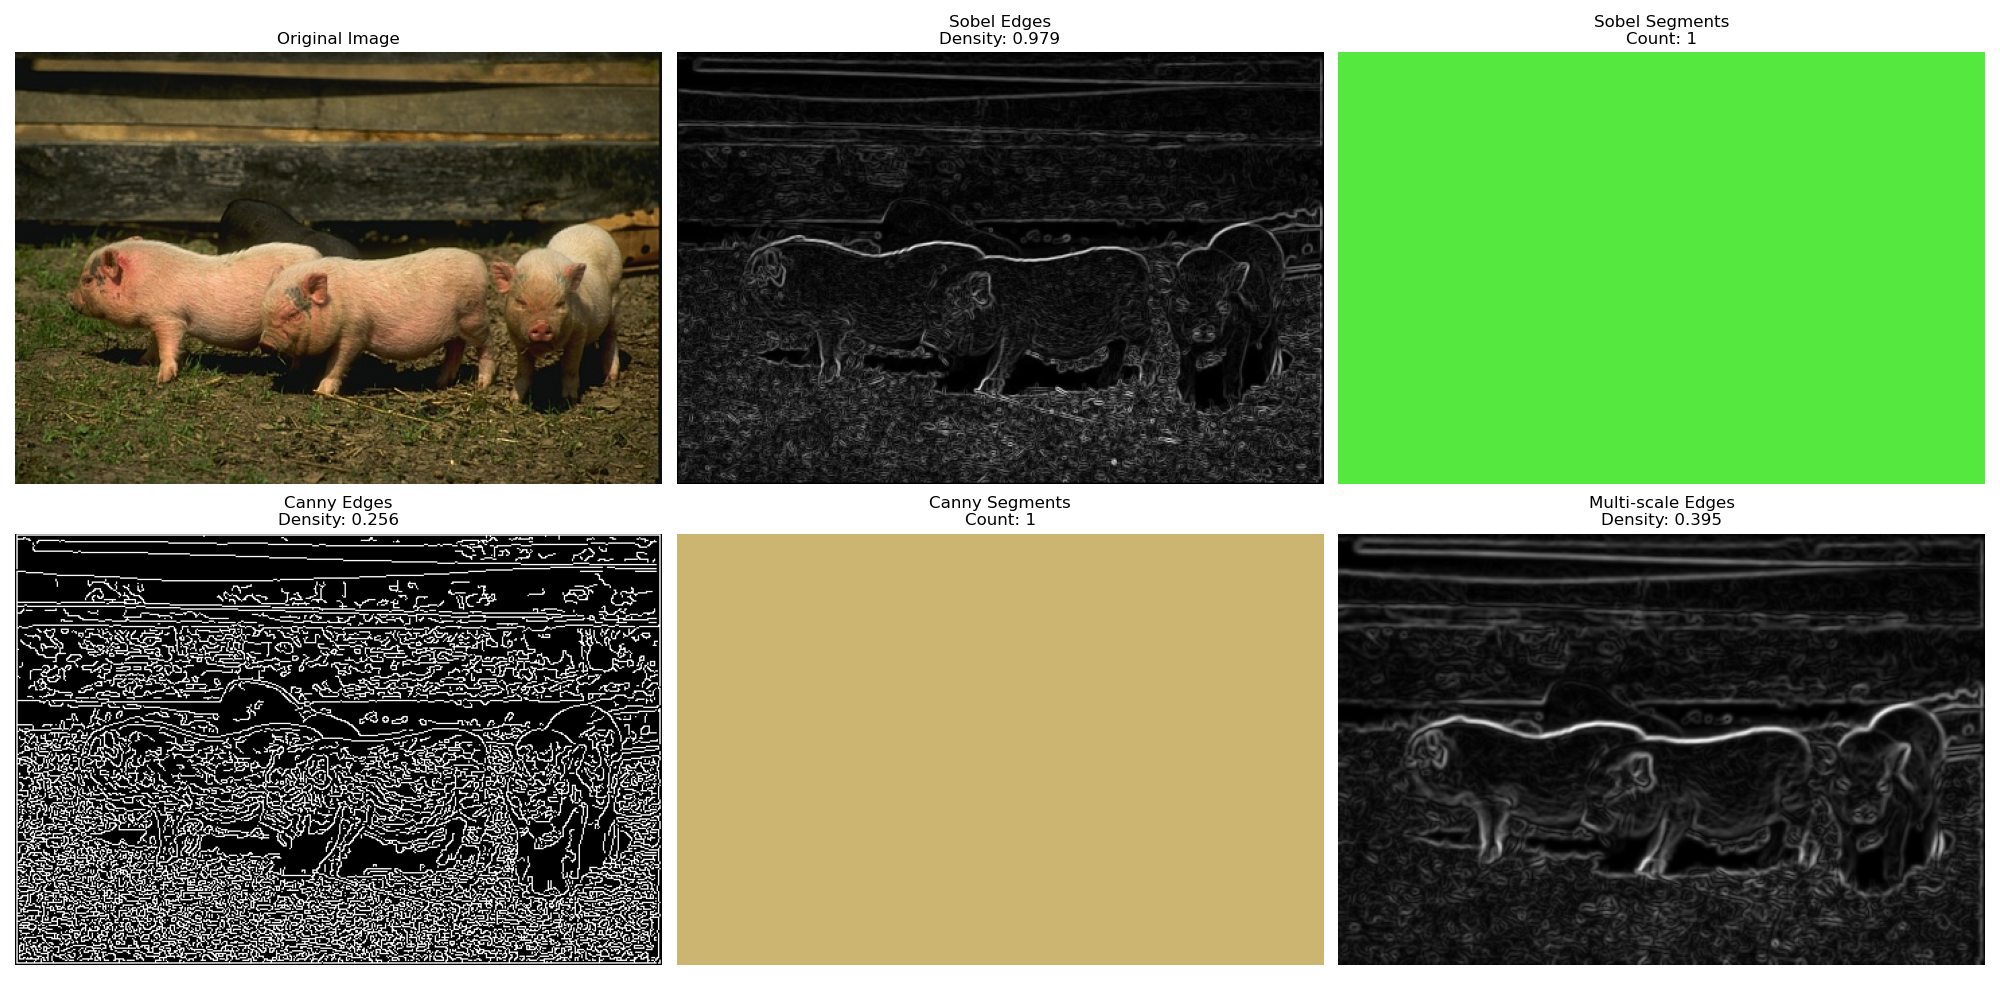 Original Image
Sobel Edges
Density: 0.979
Sobel Segments
Count: 1
Canny Edges
Density: 0.256
Canny Segments
Count: 1
Multi-scale Edges
Density: 0.395